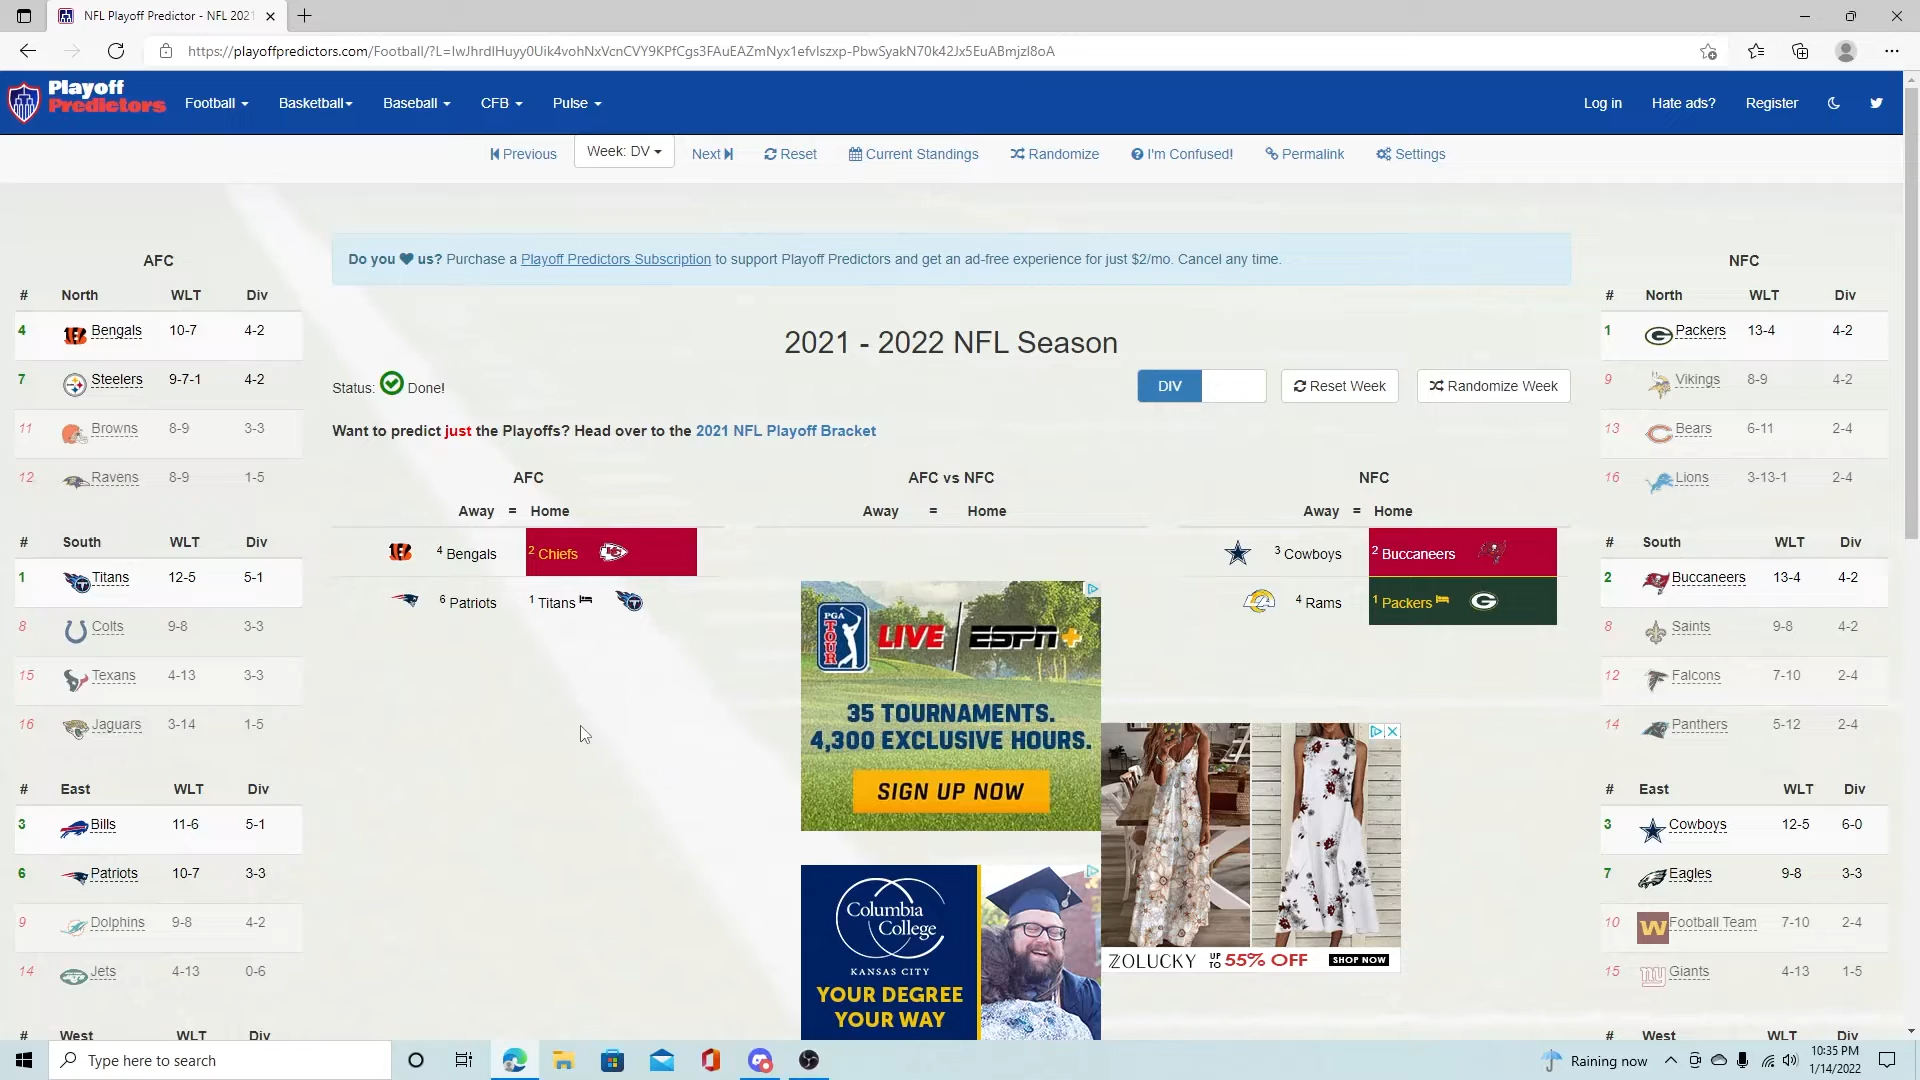 NFL Playoff Predictor - NFL 2021
https://playoffpredictors.com/Football/?L=IwJhrdIHuyy0Uik4vohNxVcnCVY9KPfCgs3FAuEAZmNyx1efvIszxp-PbwSyakN70k42Jx5EuABmjzI8oA
Playoff Predictors Football Basketball Baseball CFB Pulse Log in Hate ads? Register
Previous Week: DV Next Reset Current Standings Randomize I'm Confused! Permalink Settings
Do you us? Purchase a Playoff Predictors Subscription to support Playoff Predictors and get an ad-free experience for just $2/mo. Cancel any time.
2021 - 2022 NFL Season
Status: Done! DIV Reset Week Randomize Week
Want to predict just the Playoffs? Head over to the 2021 NFL Playoff Bracket
AFC
# North WLT Div
4 Bengals 10-7 4-2
7 Steelers 9-7-1 4-2
11 Browns 8-9 3-3
12 Ravens 8-9 1-5
# South WLT Div
1 Titans 12-5 5-1
8 Colts 9-8 3-3
15 Texans 4-13 3-3
16 Jaguars 3-14 1-5
# East WLT Div
3 Bills 11-6 5-1
6 Patriots 10-7 3-3
9 Dolphins 9-8 4-2
14 Jets 4-13 0-6
# West WLT Div
AFC
Away = Home
4 Bengals 2 Chiefs
6 Patriots 1 Titans
AFC vs NFC
Away = Home
NFC
Away = Home
3 Cowboys 2 Buccaneers
4 Rams 1 Packers
PGA TOUR LIVE ESPN+
35 TOURNAMENTS.
4,300 EXCLUSIVE HOURS.
SIGN UP NOW
Columbia
College
KANSAS CITY
YOUR DEGREE
YOUR WAY
ZOLUCKY UP TO 55% OFF SHOP NOW
NFC
# North WLT Div
1 Packers 13-4 4-2
9 Vikings 8-9 4-2
13 Bears 6-11 2-4
16 Lions 3-13-1 2-4
# South WLT Div
2 Buccaneers 13-4 4-2
8 Saints 9-8 4-2
12 Falcons 7-10 2-4
14 Panthers 5-12 2-4
# East WLT Div
3 Cowboys 12-5 6-0
7 Eagles 9-8 3-3
10 Football Team 7-10 2-4
15 Giants 4-13 1-5
# West WLT Div
Type here to search Raining now 10:35 PM
1/14/2022